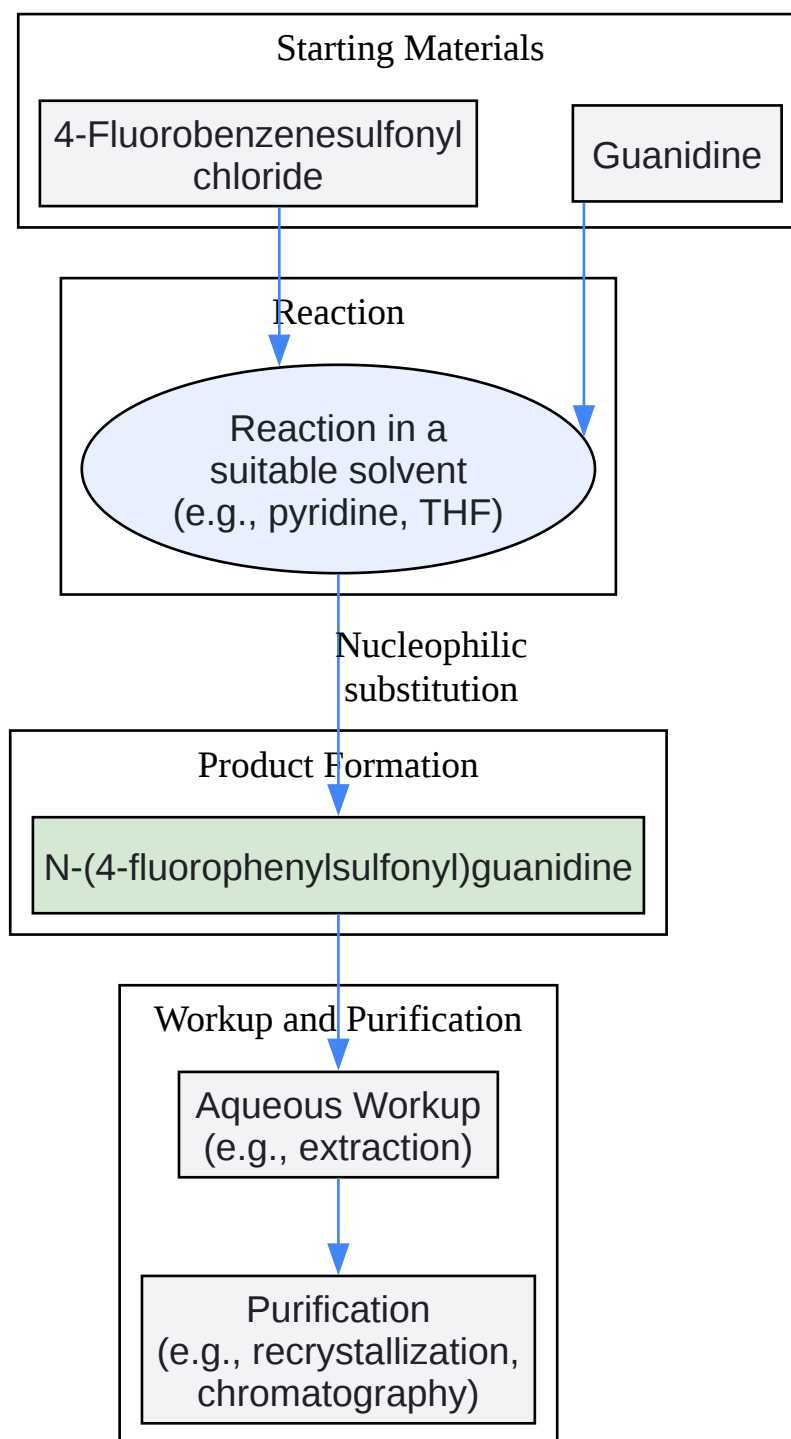 Starting Materials
4-Fluorobenzenesulfonyl
chloride
Guanidine
Reaction
Reaction in a
suitable solvent
(e.g., pyridine, THF)
Nucleophilic
substitution
Product Formation
N-(4-fluorophenylsulfonyl)guanidine
Workup and Purification
Aqueous Workup
(e.g., extraction)
Purification
(e.g., recrystallization,
chromatography)